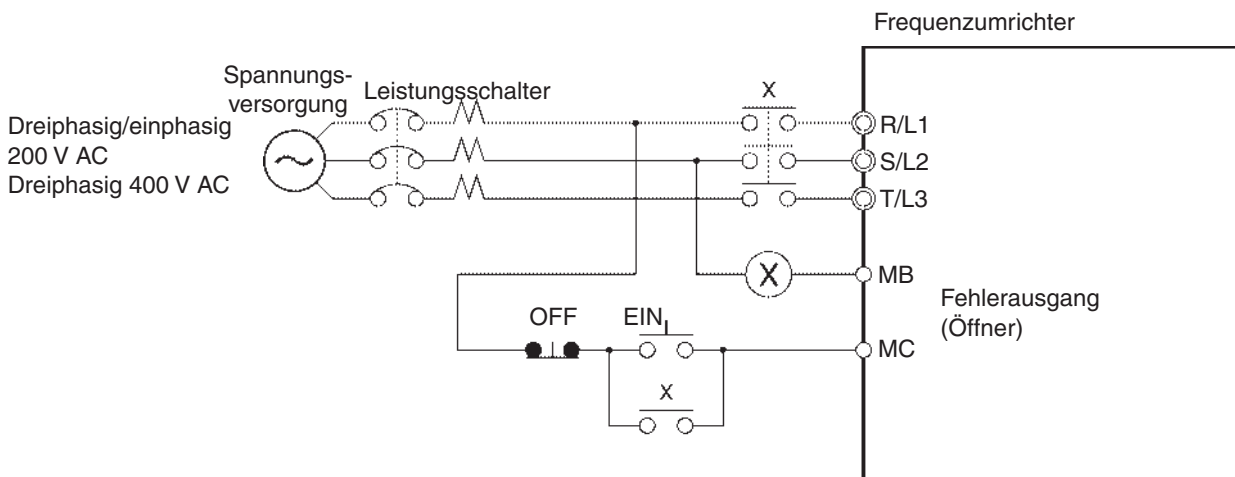 Frequenzumrichter
Spannungs-
versorgung
Leistungsschalter
X
Dreiphasig/einphasig
200 V AC
Dreiphasig 400 V AC
R/L1
S/L2
T/L3
X
MB
Fehlerausgang
(Öffner)
OFF
EIN
MC
X